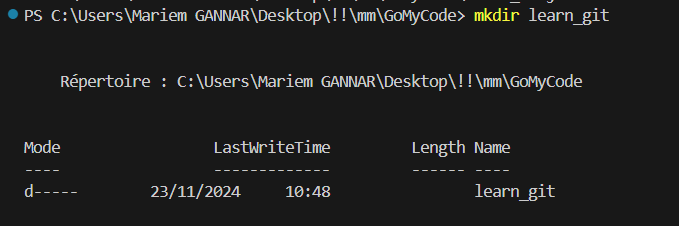 PS C:\Users\Mariem GANNAR\Desktop\!!\mm\GoMyCode> mkdir learn_git
Répertoire : C:\Users\Mariem GANNAR\Desktop\!!\mm\GoMyCode
Mode LastWriteTime Length Name
---- ------------- ------ ----
d----- 23/11/2024 10:48 learn_git